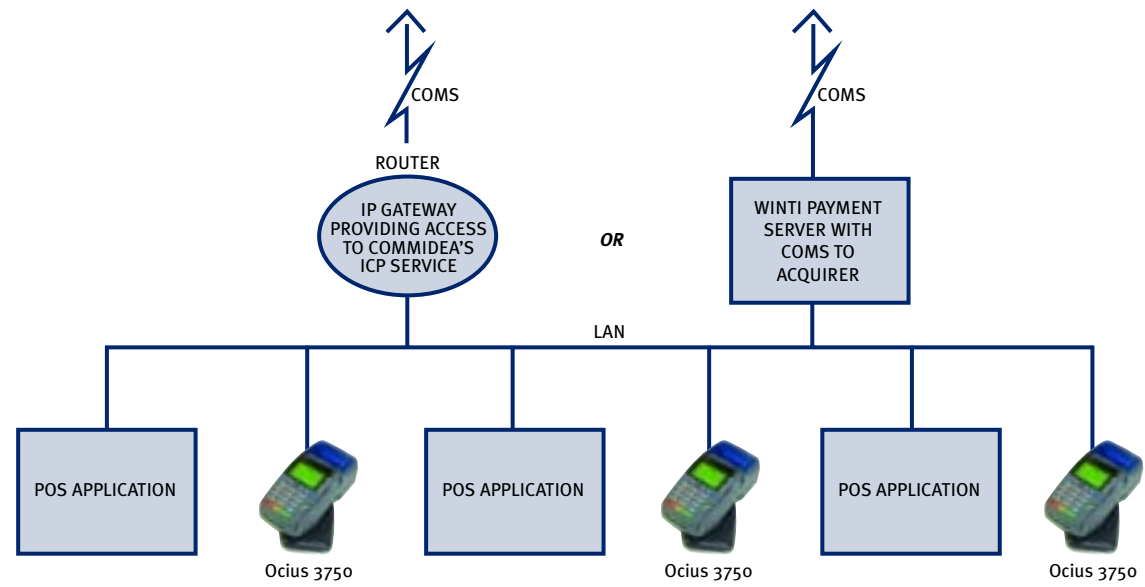 COMS
COMS
ROUTER
IP GATEWAY
PROVIDING ACCESS
TO COMMIDEA'S
ICP SERVICE
OR
WINTI PAYMENT
SERVER WITH
COMS TO
ACQUIRER
LAN
POS APPLICATION
POS APPLICATION
POS APPLICATION
Ocius 3750
Ocius 3750
Ocius 3750